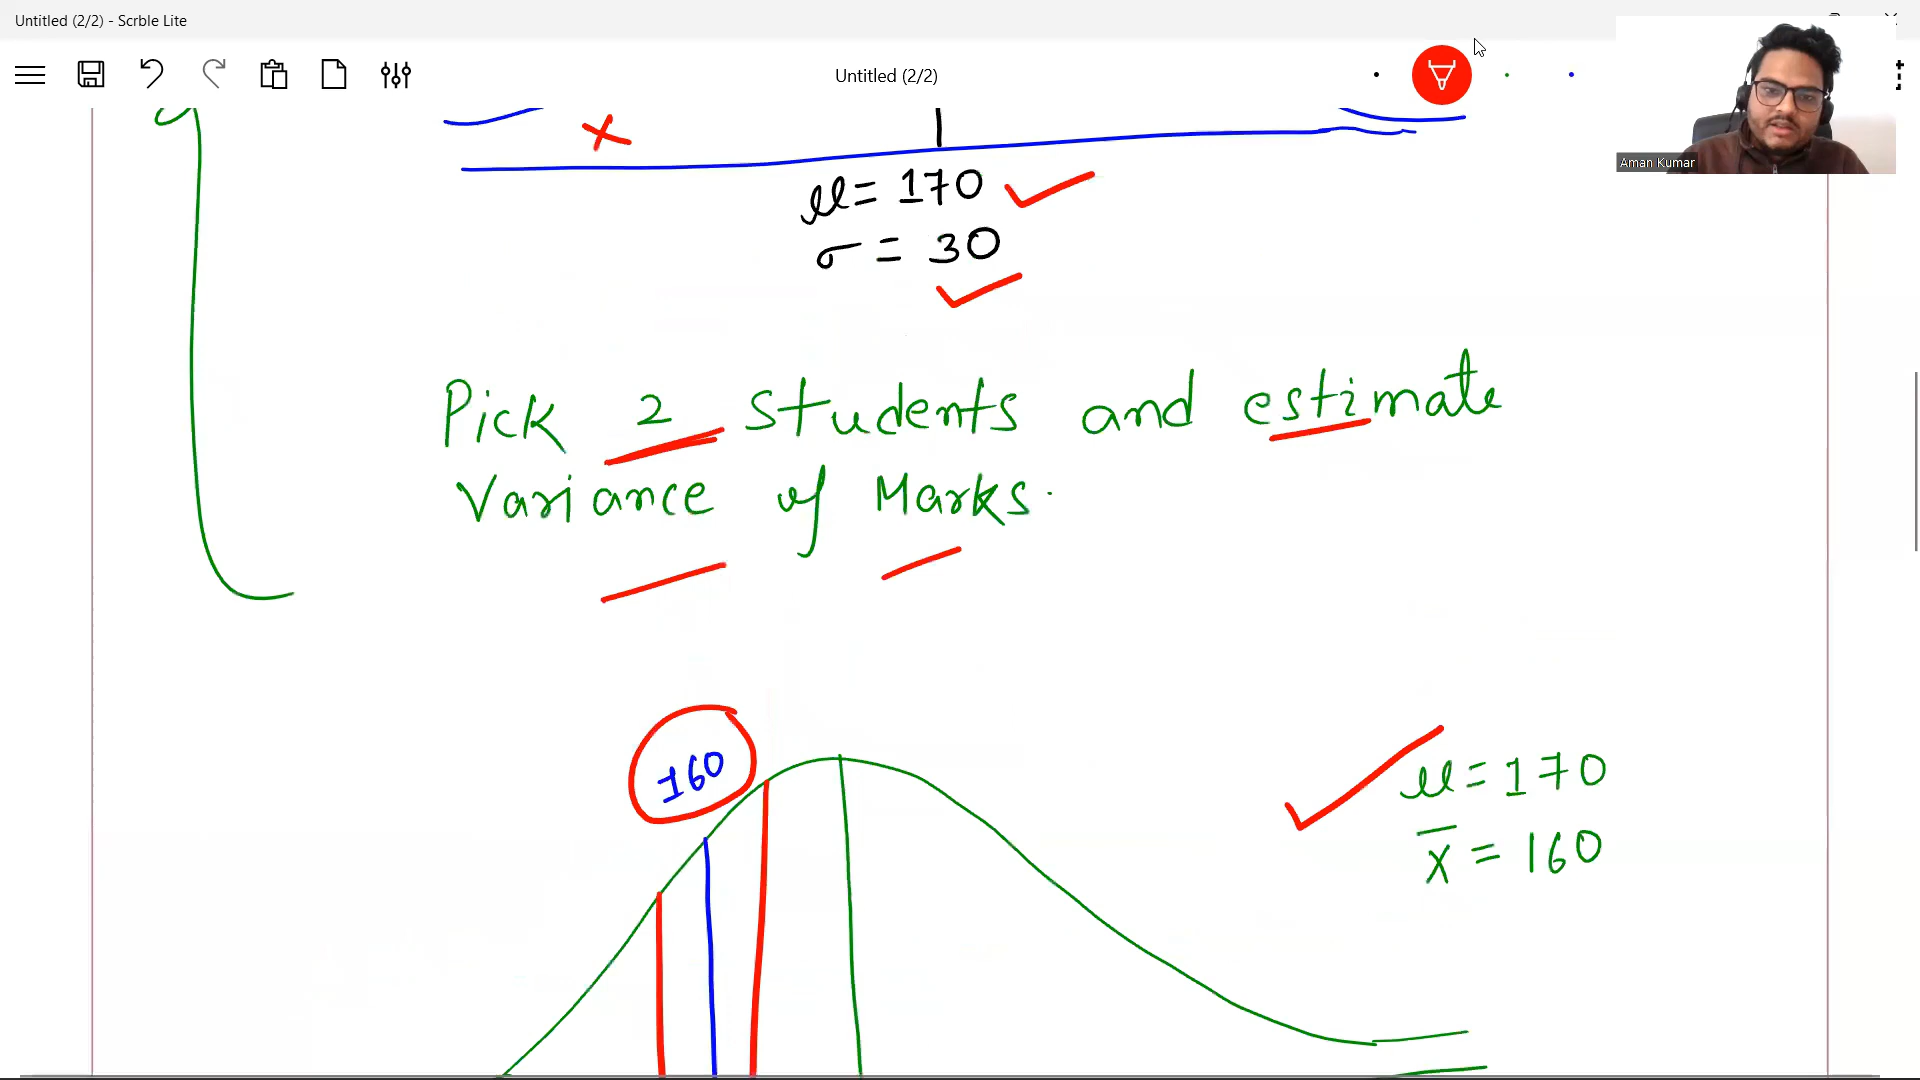 Untitled (2/2) - Scrble Lite
Untitled (2/2)
Aman Kumar
μ = 170
σ = 30
Pick 2 Students and estimate
Variance of Marks.
160
μ = 170
x̄ = 160